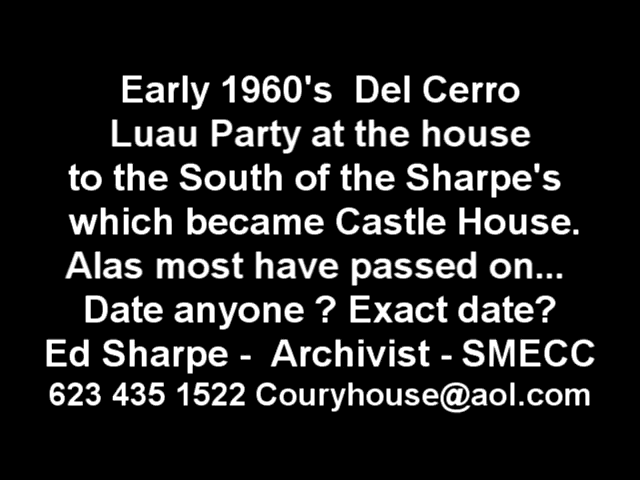 Early 1960's  Del Cerro
Luau Party at the house
to the South of the Sharpe's
which became Castle House.
Alas most have passed on...
Date anyone ? Exact date?
Ed Sharpe -  Archivist - SMECC
623 435 1522 Couryhouse@aol.com